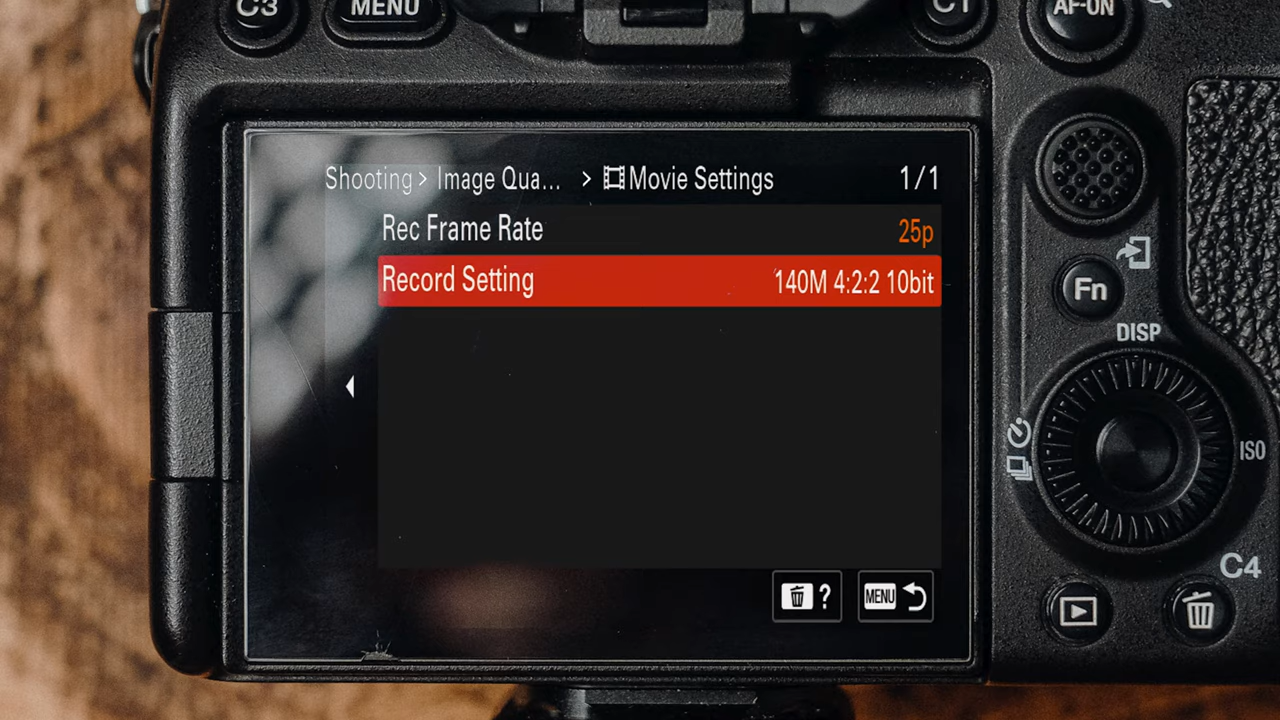 C3
MENU
C1
AF-ON
Shooting > Image Qua... > Movie Settings 1/1
Rec Frame Rate 25p
Record Setting 140M 4:2:2 10bit
Fn
DISP
ISO
C4
?
MENU